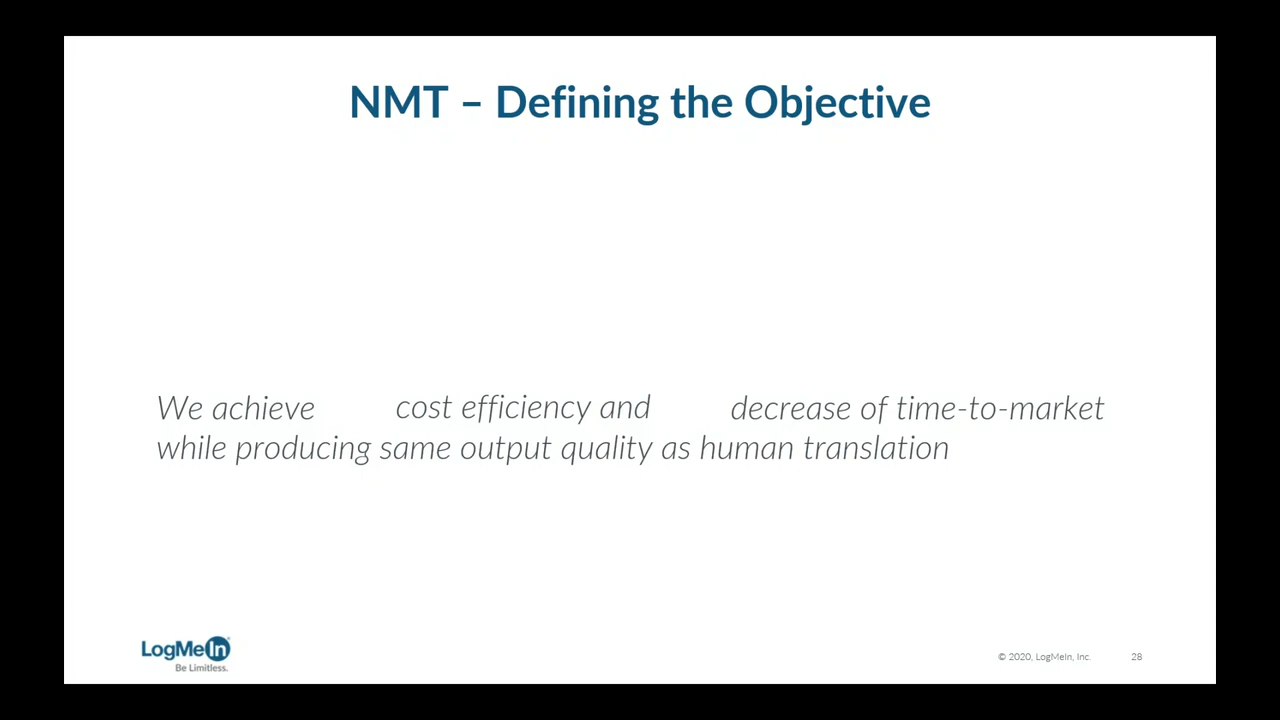 NMT – Defining the Objective
We achieve cost efficiency and decrease of time-to-market
while producing same output quality as human translation
LogMeIn
Be Limitless.
© 2020, LogMeIn, Inc. 28